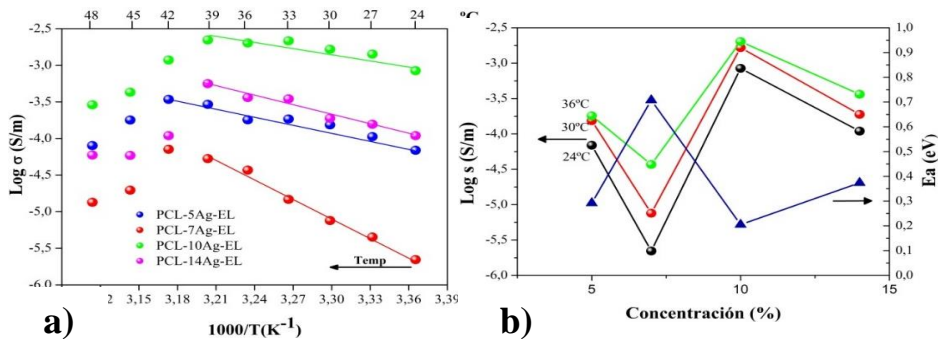 48 45 42 39 36 33 30 27 24 ºC
-2,5
-3,0
-3,5
-4,0
-4,5
-5,0
-5,5
-6,0
Log σ (S/m)
PCL-5Ag-EL
PCL-7Ag-EL
PCL-10Ag-EL
PCL-14Ag-EL
Temp
2 3,15 3,18 3,21 3,24 3,27 3,30 3,33 3,36 3,39
1000/T(K⁻¹)
a)
-2,5
-3,0
-3,5
-4,0
-4,5
-5,0
-5,5
-6,0
Log s (S/m)
36ºC
30ºC
24ºC
1,0
0,9
0,8
0,7
0,6
0,5
0,4
0,3
0,2
0,1
0,0
Ea (eV)
5 10 15
Concentración (%)
b)